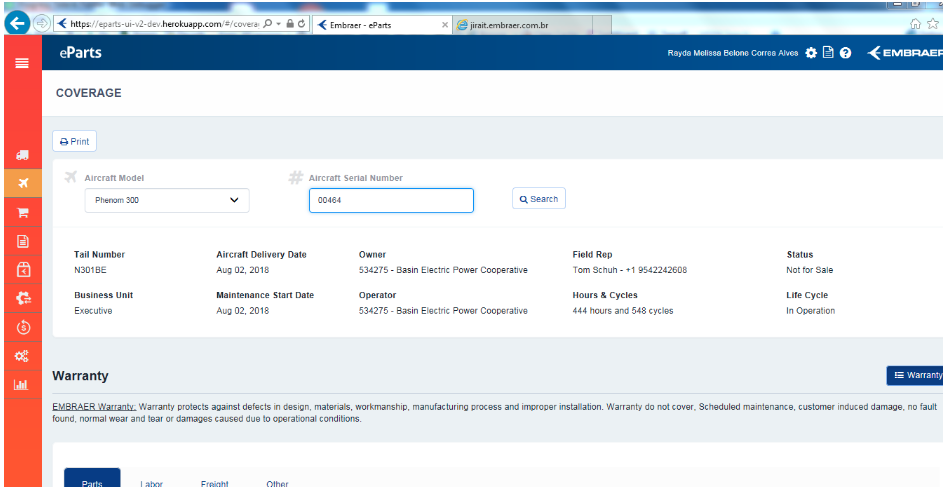 https://eparts-ui-v2-dev.herokuapp.com/#/covera
Embraer - eParts
jirait.embraer.com.br
eParts
Rayda Melissa Belone Correa Alves
EMBRAER
COVERAGE
Print
Aircraft Model
# Aircraft Serial Number
Phenom 300
00464
Search
Tail Number
Aircraft Delivery Date
Owner
Field Rep
Status
N301BE
Aug 02, 2018
534275 - Basin Electric Power Cooperative
Tom Schuh - +1 9542242608
Not for Sale
Business Unit
Maintenance Start Date
Operator
Hours & Cycles
Life Cycle
Executive
Aug 02, 2018
534275 - Basin Electric Power Cooperative
444 hours and 548 cycles
In Operation
Warranty
Warranty
EMBRAER Warranty: Warranty protects against defects in design, materials, workmanship, manufacturing process and improper installation. Warranty do not cover, Scheduled maintenance, customer induced damage, no fault
found, normal wear and tear or damages caused due to operational conditions.
Parts
Labor
Freight
Other